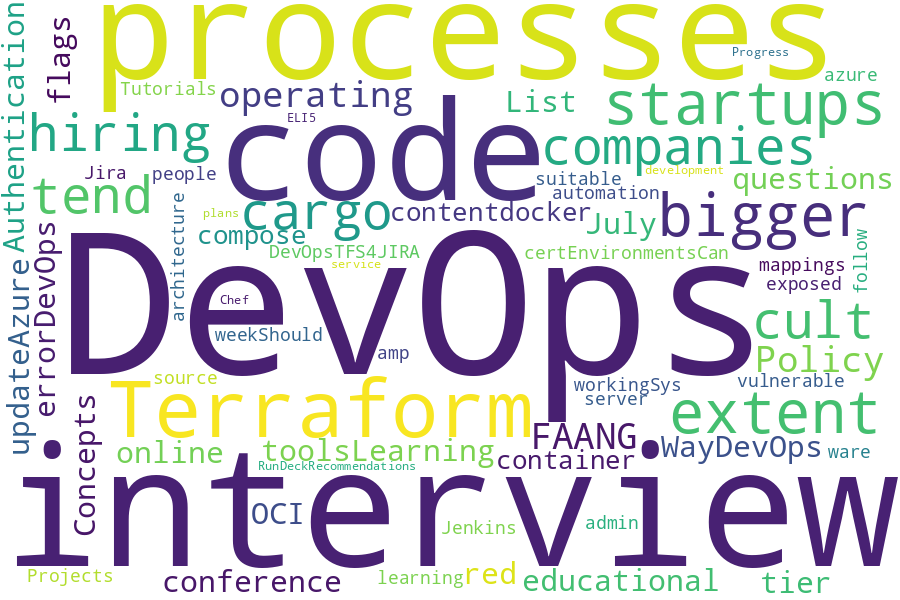 processes
Progress
flags
Authentication
Tutorials
operating
azure
List
startups
ELI5
hiring
code
companies
Jira
people
development
suitable
questions
tend
automation
plans
cargo
contentdocker
bigger
July
architecture
compose
DevOpsTFS4JIRA
certEnvironmentsCan
follow
errorDevOps
DevOps
service
mappings
exposed
updateAzure
Chef
weekShould
amp
cult
Policy
source
workingSys
vulnerable
server
Terraform
extent
Concepts
FAANG
online
toolsLearning
WayDevOps
container
ware
RunDeckRecommendations
interview
OCI
Jenkins
admin
Projects
conference
learning
red
educational
tier